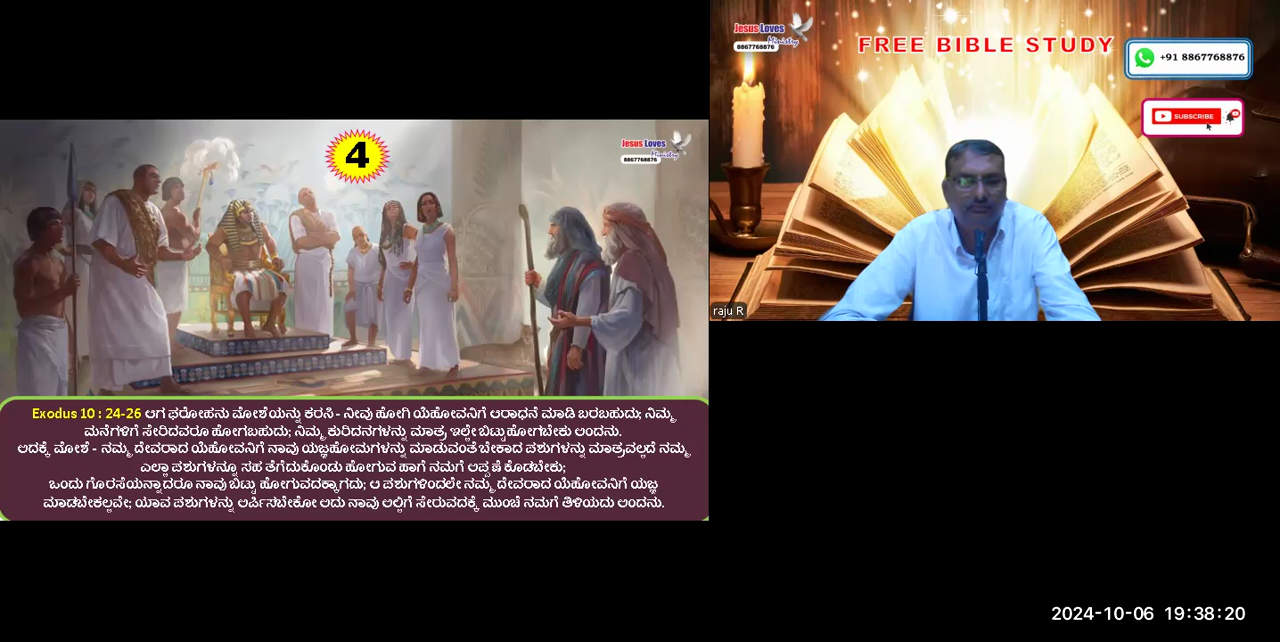 4
Jesus Loves
Ministry
8867768876
Exodus 10 : 24-26 ಆಗ ಫರೋಹನು ಮೋಶೆಯನ್ನು ಕರಸಿ - ನೀವು ಹೋಗಿ ಯೆಹೋವನಿಗೆ ಆರಾಧನೆ ಮಾಡಿ ಬರಬಹುದು; ನಿಮ್ಮ
ಮನೆಗಳಿಗೆ ಸೇರಿದವರೂ ಹೋಗಬಹುದು; ನಿಮ್ಮ ಕುರಿದನಗಳನ್ನು ಮಾತ್ರ ಇಲ್ಲೇ ಬಿಟ್ಟುಹೋಗಬೇಕು ಅಂದನು.
ಅದಕ್ಕೆ ಮೋಶೆ - ನಮ್ಮ ದೇವರಾದ ಯೆಹೋವನಿಗೆ ನಾವು ಯಜ್ಞಹೋಮಗಳನ್ನು ಮಾಡುವಂತೆ ಬೇಕಾದ ಪಶುಗಳನ್ನು ಮಾತ್ರವಲ್ಲದೆ ನಮ್ಮ
ಎಲ್ಲಾ ಪಶುಗಳನ್ನೂ ಸಹ ತೆಗೆದುಕೊಂಡು ಹೋಗುವ ಹಾಗೆ ನಮಗೆ ಅಪ್ಪಣೆ ಕೊಡಬೇಕು;
ಒಂದು ಗೊರಸೆಯನ್ನಾದರೂ ನಾವು ಬಿಟ್ಟು ಹೋಗುವದಕ್ಕಾಗದು; ಆ ಪಶುಗಳಿಂದಲೇ ನಮ್ಮ ದೇವರಾದ ಯೆಹೋವನಿಗೆ ಯಜ್ಞ
ಮಾಡಬೇಕಲ್ಲವೇ; ಯಾವ ಪಶುಗಳನ್ನು ಅರ್ಪಿಸಬೇಕೋ ಅದು ನಾವು ಅಲ್ಲಿಗೆ ಸೇರುವದಕ್ಕೆ ಮುಂಚೆ ನಮಗೆ ತಿಳಿಯದು ಅಂದನು.
Jesus Loves
Ministry
8867768876
FREE BIBLE STUDY
+91 8867768876
SUBSCRIBE
raju R
2024-10-06 19:38:20